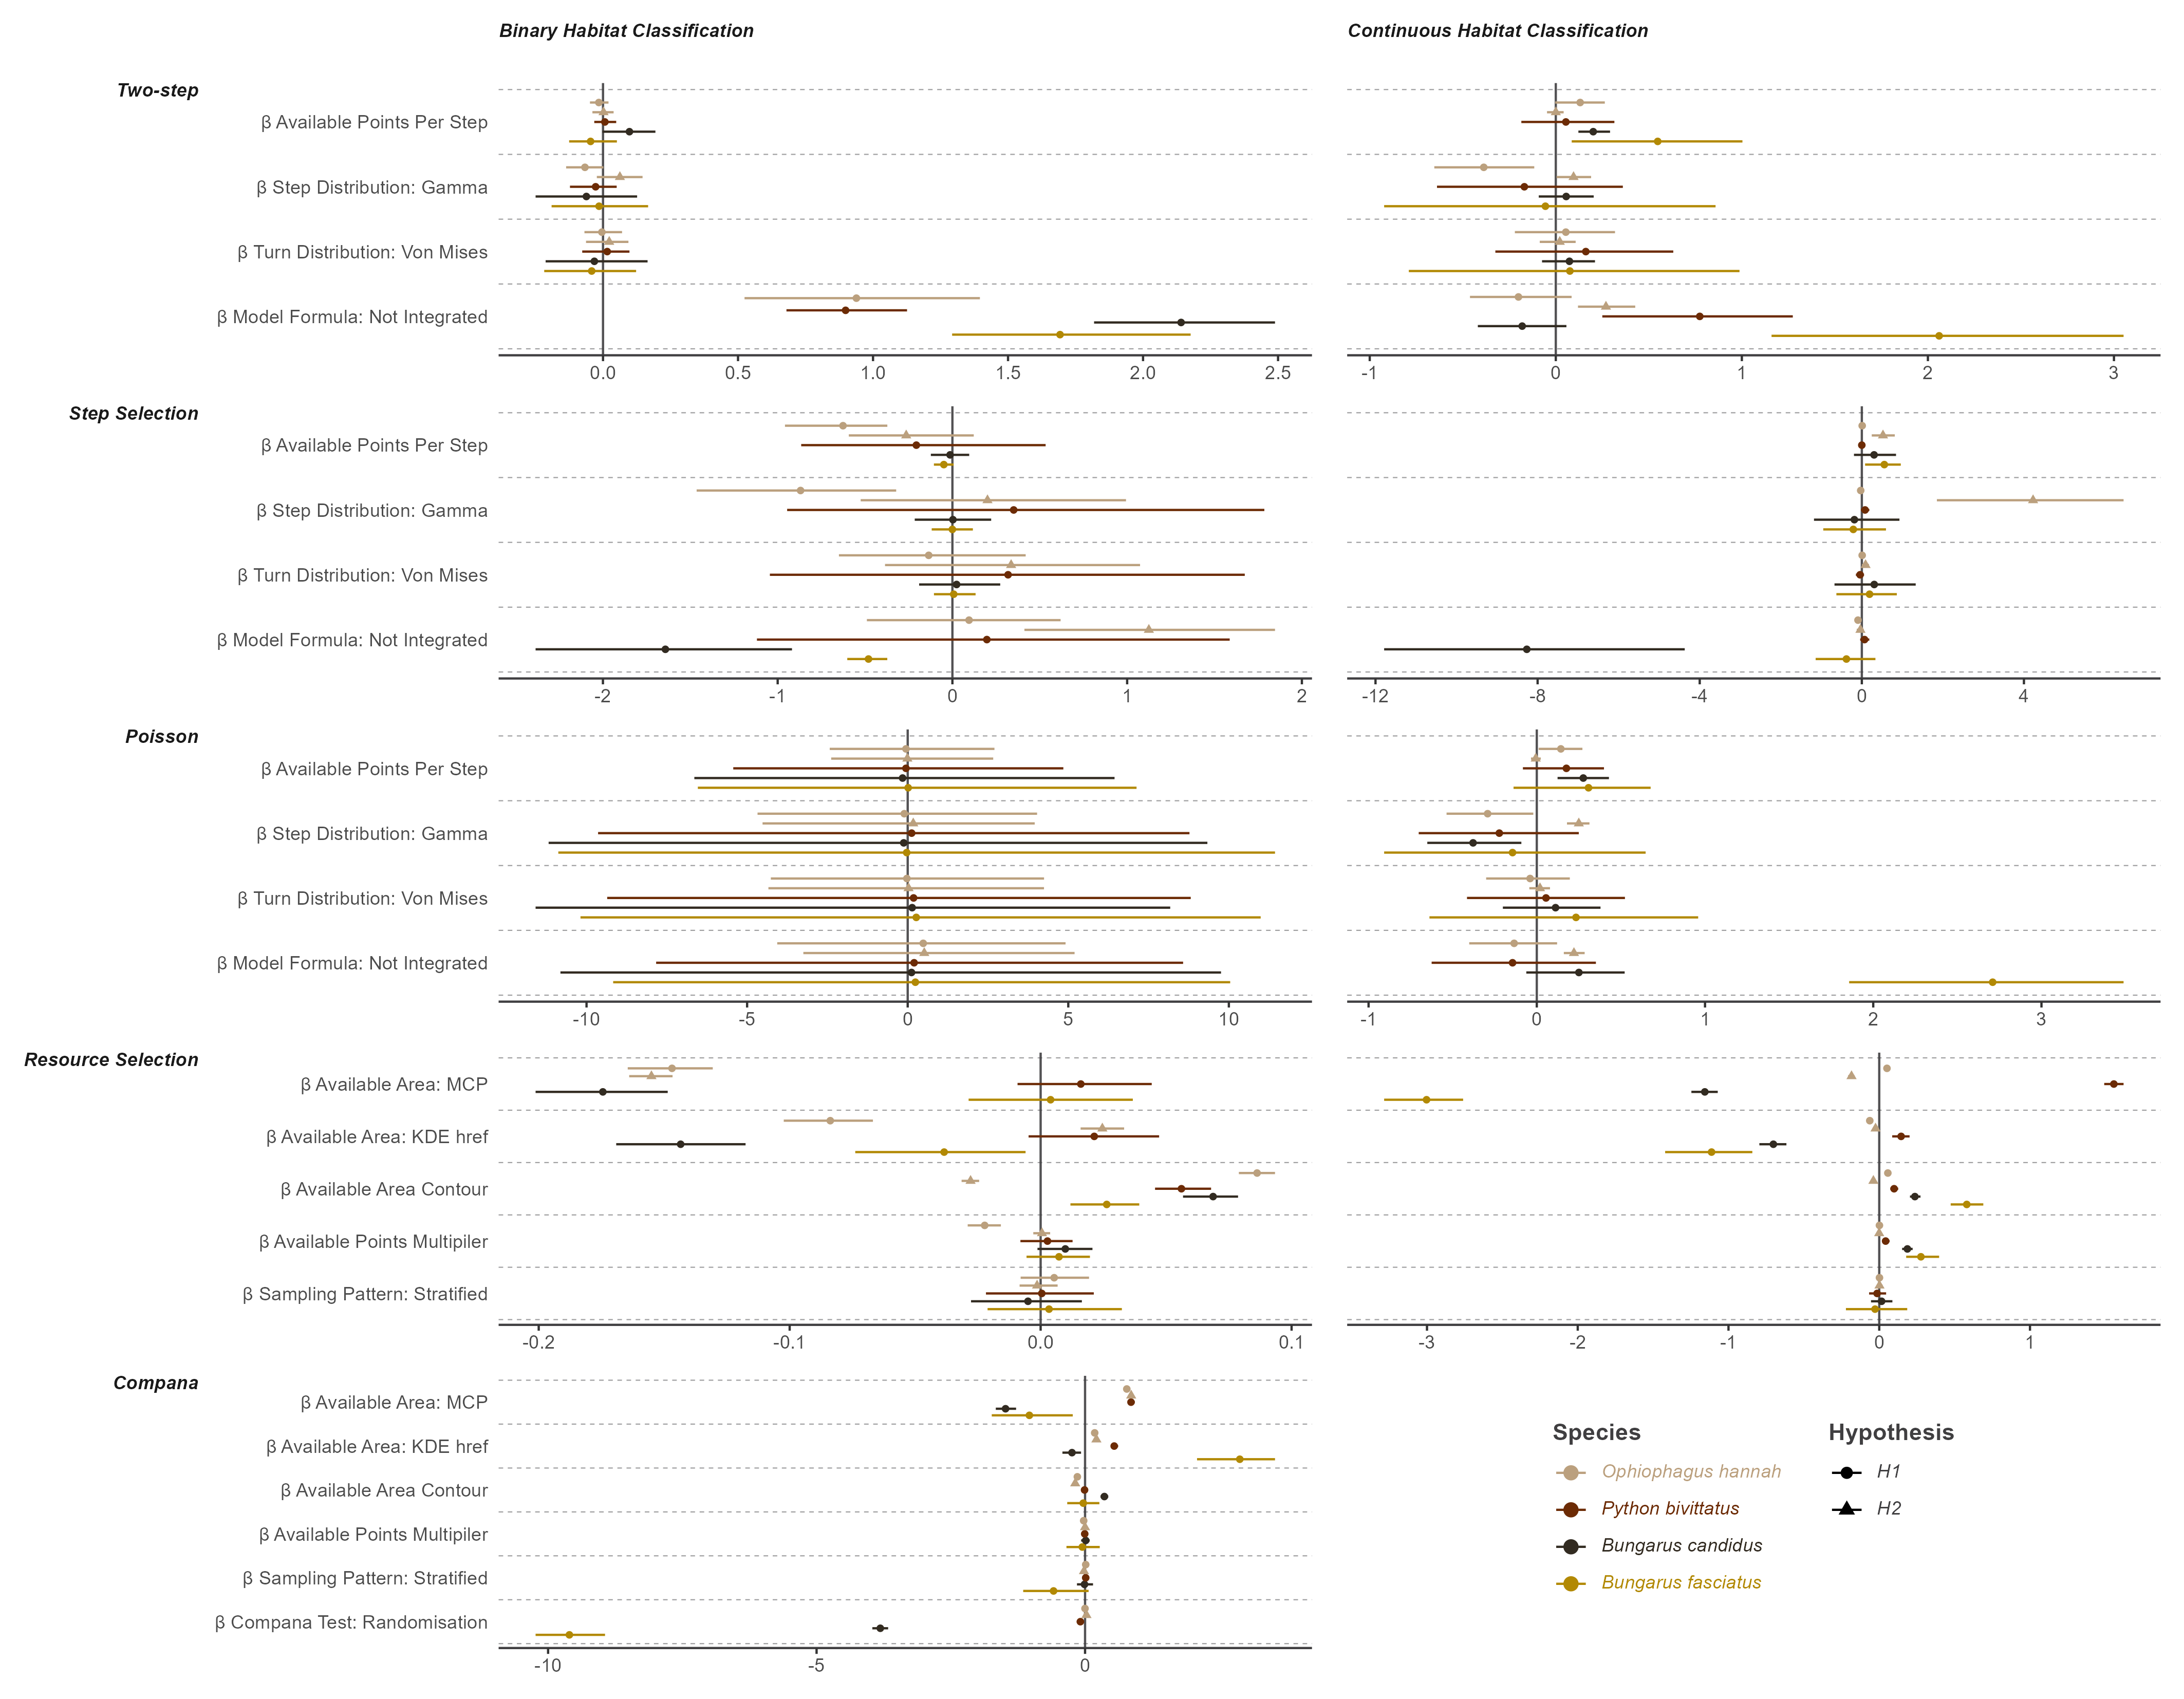 Binary Habitat Classification
Continuous Habitat Classification
Two-step
β Available Points Per Step
β Step Distribution: Gamma
β Turn Distribution: Von Mises
β Model Formula: Not Integrated
0.0 0.5 1.0 1.5 2.0 2.5
-1 0 1 2 3
Step Selection
β Available Points Per Step
β Step Distribution: Gamma
β Turn Distribution: Von Mises
β Model Formula: Not Integrated
-2 -1 0 1 2
-12 -8 -4 0 4
Poisson
β Available Points Per Step
β Step Distribution: Gamma
β Turn Distribution: Von Mises
β Model Formula: Not Integrated
-10 -5 0 5 10
-1 0 1 2 3
Resource Selection
β Available Area: MCP
β Available Area: KDE href
β Available Area Contour
β Available Points Multipiler
β Sampling Pattern: Stratified
-0.2 -0.1 0.0 0.1
-3 -2 -1 0 1
Compana
β Available Area: MCP
β Available Area: KDE href
β Available Area Contour
β Available Points Multipiler
β Sampling Pattern: Stratified
β Compana Test: Randomisation
-10 -5 0
Species
Ophiophagus hannah
Python bivittatus
Bungarus candidus
Bungarus fasciatus
Hypothesis
H1
H2